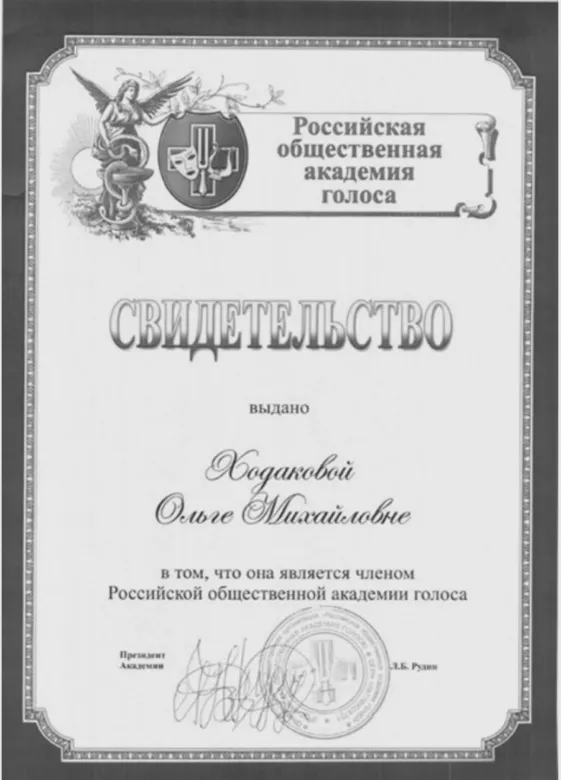 Российская
общественная
академия
голоса
СВИДЕТЕЛЬСТВО
выдано
Ходаковой
Ольге Михайловне
в том, что она является членом
Российской общественной академии голоса
Президент
Академии
Л.Б. Рудин